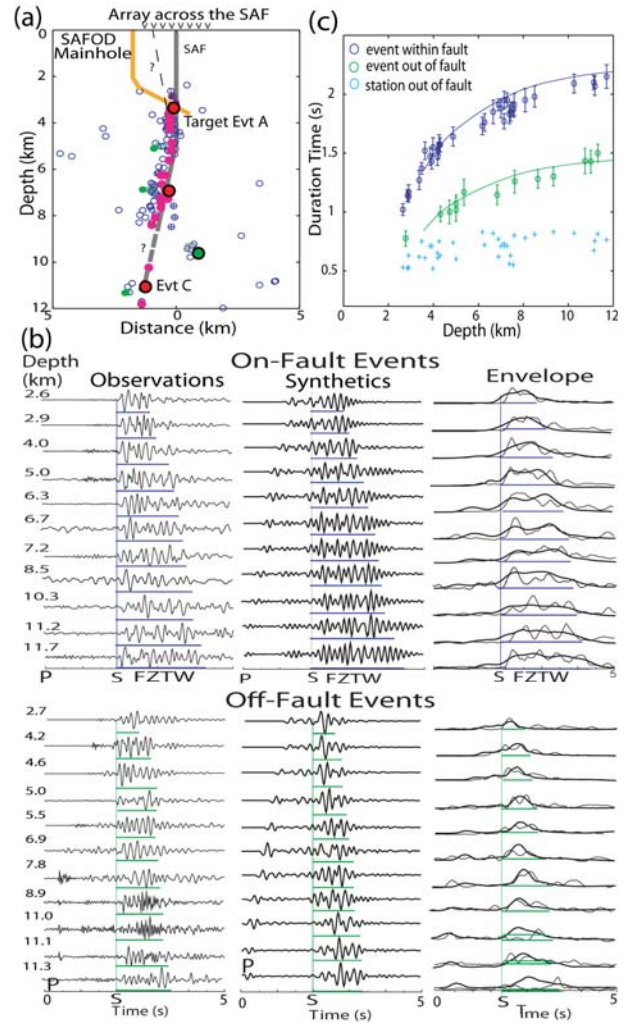 (a)
Array across the SAF
SAFOD
Mainhole
SAF
?
Target Evt A
?
Evt C
0
2
4
6
8
10
12
Depth (km)
5
0
5
Distance (km)
(c)
event within fault
event out of fault
station out of fault
2
1.5
1
0.5
Duration Time (s)
0
2
4
6
8
10
12
Depth (km)
(b)
On-Fault Events
Depth
(km)
Observations
Synthetics
Envelope
2.6
2.9
4.0
5.0
6.3
6.7
7.2
8.5
10.3
11.2
11.7
P
S
FZTW
P
S
FZTW
S
FZTW
5
Off-Fault Events
2.7
4.2
4.6
5.0
5.5
6.9
7.8
8.9
11.0
11.1
11.3
P
S
P
S
S
0
Time (s)
5
0
Time (s)
5
0
Time (s)
5